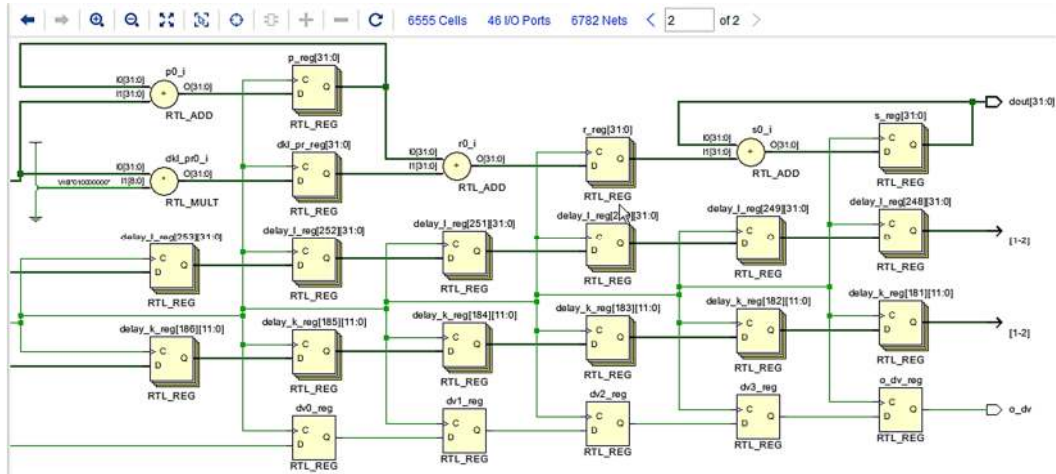 6555 Cells 46 I/O Ports 6782 Nets 2 of 2
p0_i
I0[31:0]
I1[31:0]
O[31:0]
RTL_ADD
p_reg[31:0]
C
D
Q
RTL_REG
dkl_pr0_i
I0[31:0]
I1[8:0]
O[31:0]
RTL_MULT
dkl_pr_reg[31:0]
C
D
Q
RTL_REG
r0_i
I0[31:0]
I1[31:0]
O[31:0]
RTL_ADD
r_reg[31:0]
C
D
Q
RTL_REG
s0_i
I0[31:0]
I1[31:0]
O[31:0]
RTL_ADD
s_reg[31:0]
C
D
Q
RTL_REG
dout[31:0]
delay_l_reg[253][31:0]
C
D
Q
RTL_REG
delay_l_reg[252][31:0]
C
D
Q
RTL_REG
delay_l_reg[251][31:0]
C
D
Q
RTL_REG
C
D
Q
RTL_REG
delay_l_reg[249][31:0]
C
D
Q
RTL_REG
delay_l_reg[248][31:0]
C
D
Q
RTL_REG
[1-2]
delay_k_reg[186][11:0]
C
D
Q
RTL_REG
delay_k_reg[185][11:0]
C
D
Q
RTL_REG
delay_k_reg[184][11:0]
C
D
Q
RTL_REG
delay_k_reg[183][11:0]
C
D
Q
RTL_REG
delay_k_reg[182][11:0]
C
D
Q
RTL_REG
delay_k_reg[181][11:0]
C
D
Q
RTL_REG
[1-2]
dv0_reg
C
D
Q
RTL_REG
dv1_reg
C
D
Q
RTL_REG
dv2_reg
C
D
Q
RTL_REG
dv3_reg
C
D
Q
RTL_REG
o_dv_reg
C
D
Q
RTL_REG
o_dv